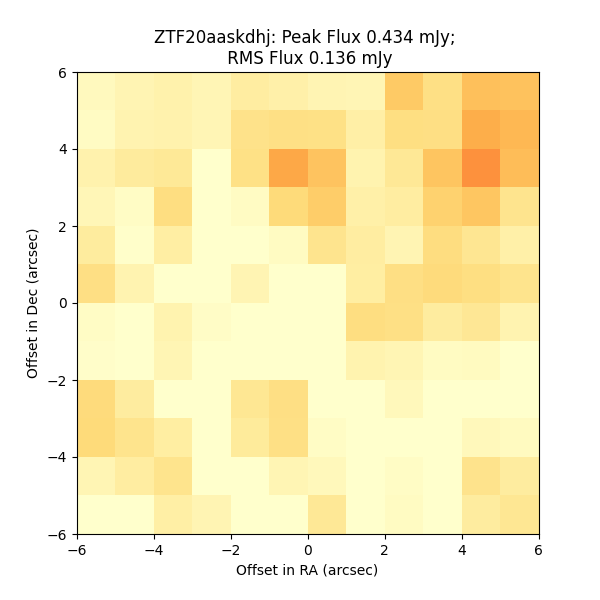 ZTF20aaskdhj: Peak Flux 0.434 mJy;
RMS Flux 0.136 mJy
6
4
2
0
−2
−4
−6
Offset in Dec (arcsec)
−6 −4 −2 0 2 4 6
Offset in RA (arcsec)